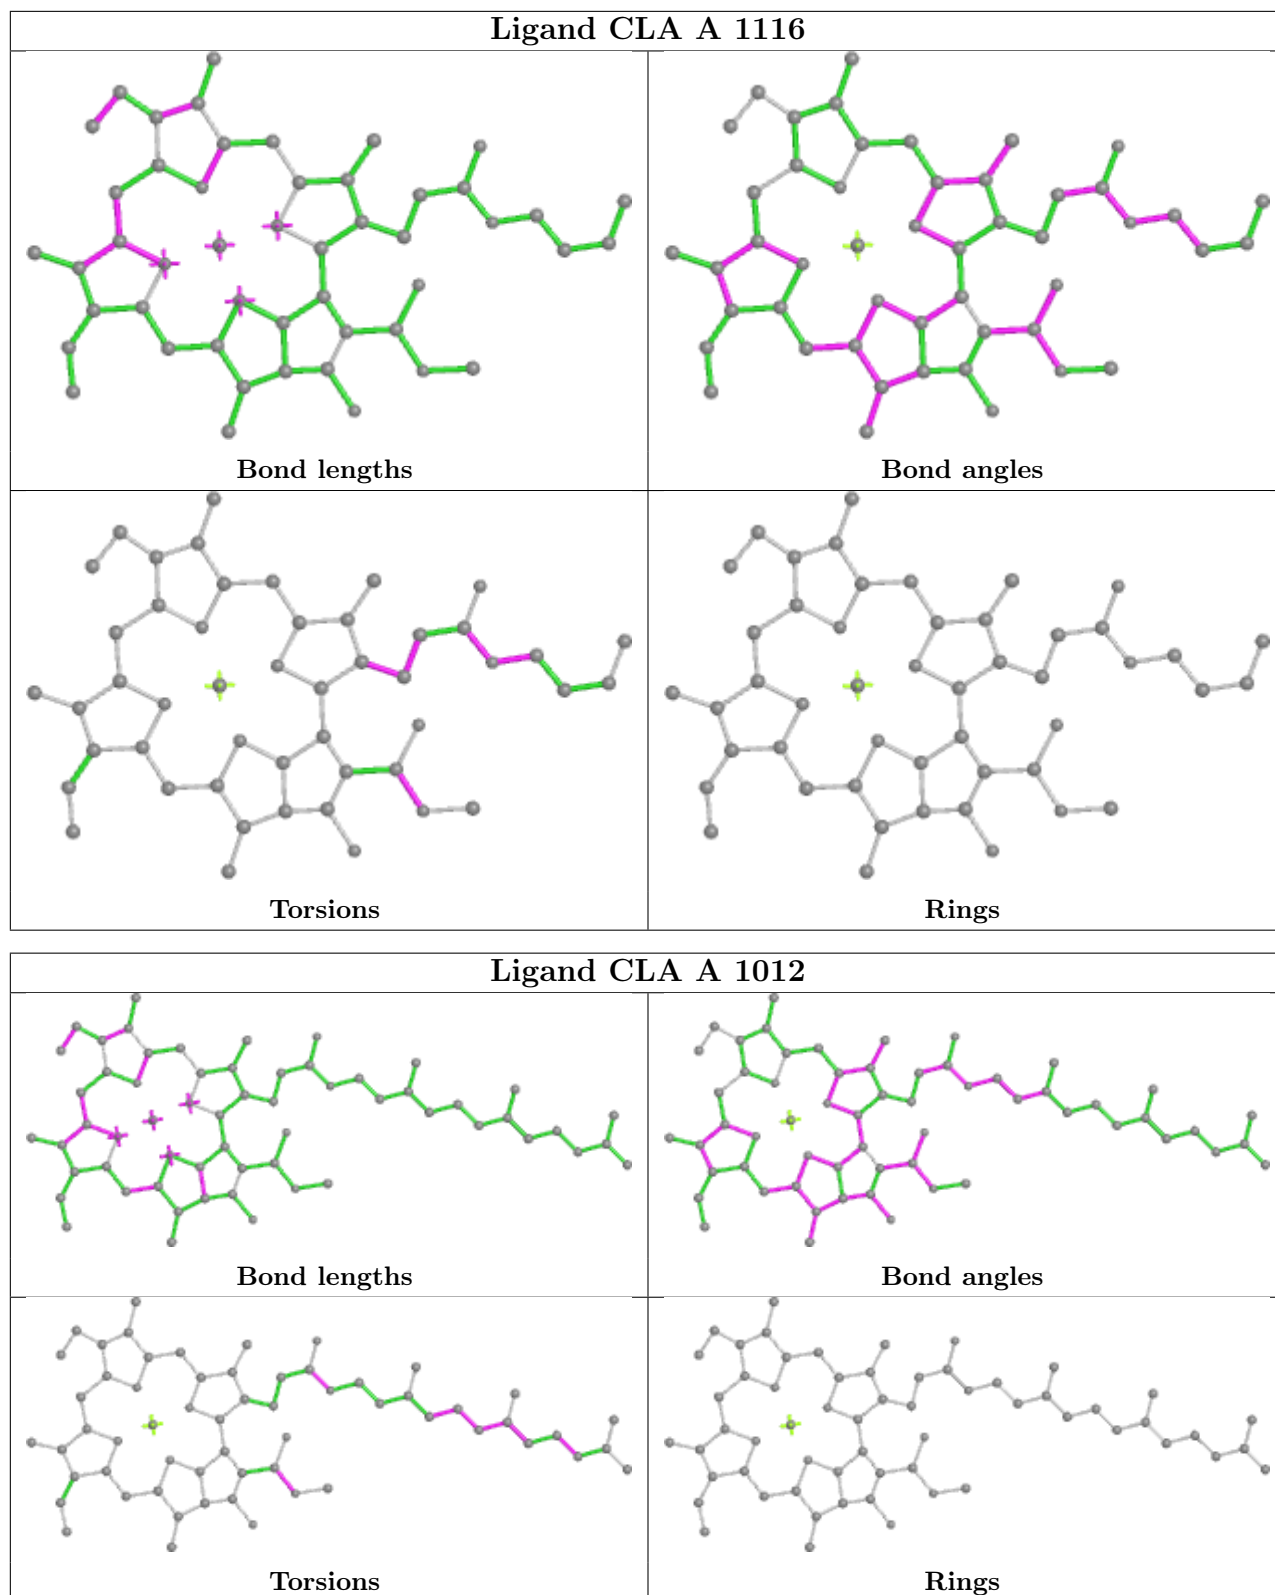 Ligand CLA A 1116
Bond lengths
Bond angles
Torsions
Rings
Ligand CLA A 1012
Bond lengths
Bond angles
Torsions
Rings